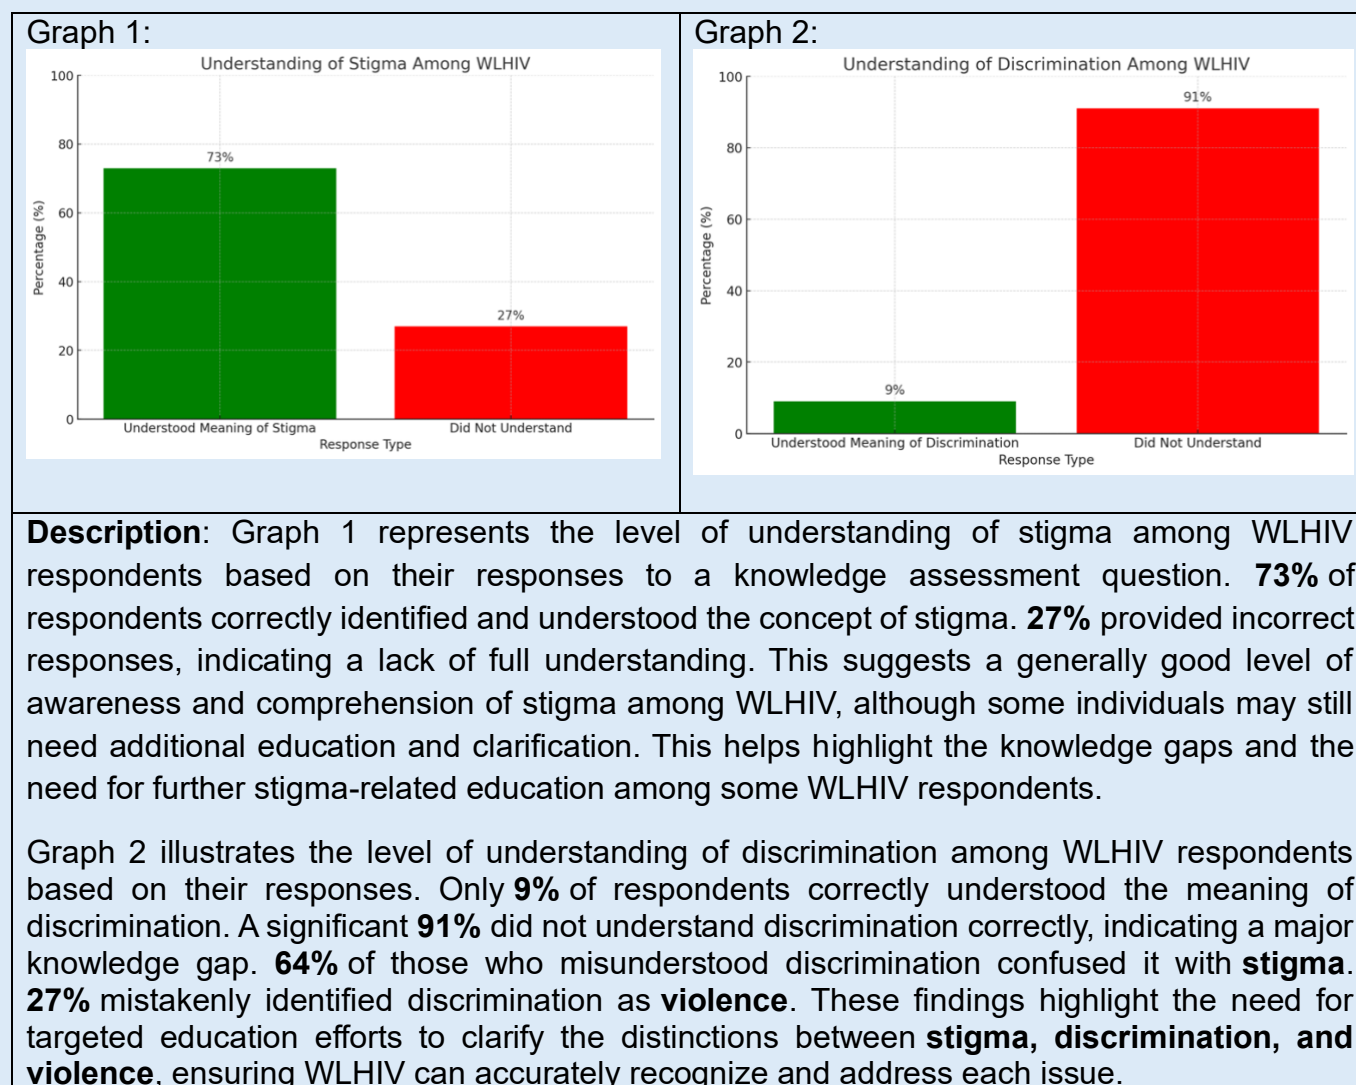 Graph 1:
Understanding of Stigma Among WLHIV
100
80
60
40
20
0
Percentage (%)
73%
27%
Understood Meaning of Stigma
Did Not Understand
Response Type
Graph 2:
Understanding of Discrimination Among WLHIV
100
80
60
40
20
0
Percentage (%)
9%
91%
Understood Meaning of Discrimination
Did Not Understand
Response Type
Description: Graph 1 represents the level of understanding of stigma among WLHIV
respondents based on their responses to a knowledge assessment question. 73% of
respondents correctly identified and understood the concept of stigma. 27% provided incorrect
responses, indicating a lack of full understanding. This suggests a generally good level of
awareness and comprehension of stigma among WLHIV, although some individuals may still
need additional education and clarification. This helps highlight the knowledge gaps and the
need for further stigma-related education among some WLHIV respondents.
Graph 2 illustrates the level of understanding of discrimination among WLHIV respondents
based on their responses. Only 9% of respondents correctly understood the meaning of
discrimination. A significant 91% did not understand discrimination correctly, indicating a major
knowledge gap. 64% of those who misunderstood discrimination confused it with stigma.
27% mistakenly identified discrimination as violence. These findings highlight the need for
targeted education efforts to clarify the distinctions between stigma, discrimination, and
violence, ensuring WLHIV can accurately recognize and address each issue.